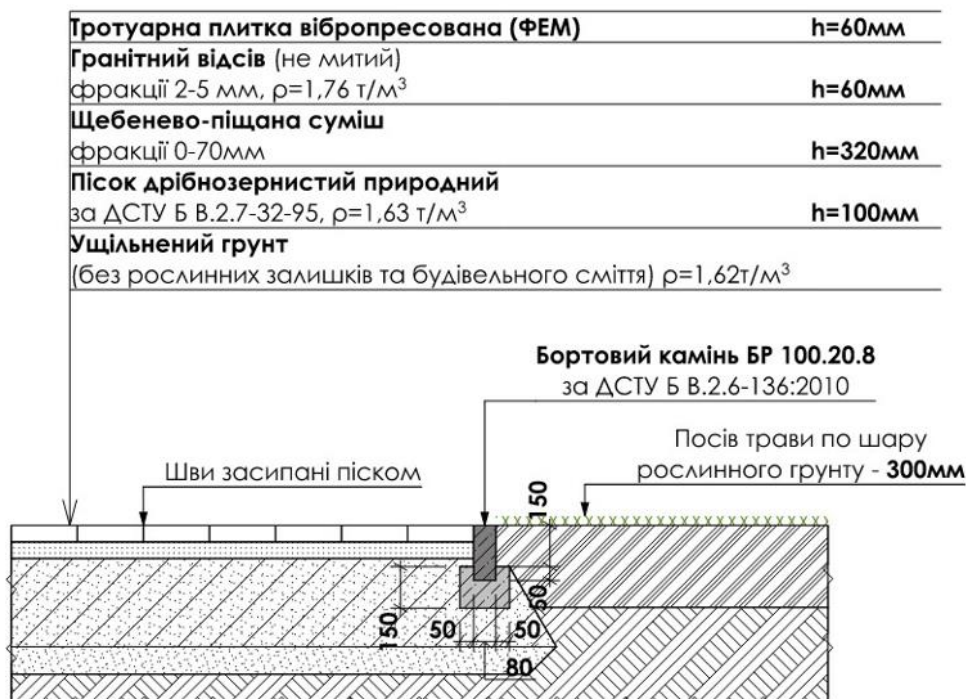 Тротуарна плитка вібропресована (ФЕМ) h=60мм
Гранітний відсів (не митий)
фракції 2-5 мм, ρ=1,76 т/м³ h=60мм
Щебенево-піщана суміш
фракції 0-70мм h=320мм
Пісок дрібнозернистий природний
за ДСТУ Б В.2.7-32-95, ρ=1,63 т/м³ h=100мм
Ущільнений грунт
(без рослинних залишків та будівельного сміття) ρ=1,62т/м³
Бортовий камінь БР 100.20.8
за ДСТУ Б В.2.6-136:2010
Посів трави по шару
рослинного грунту - 300мм
Шви засипані піском
150
50
150
50
50
80